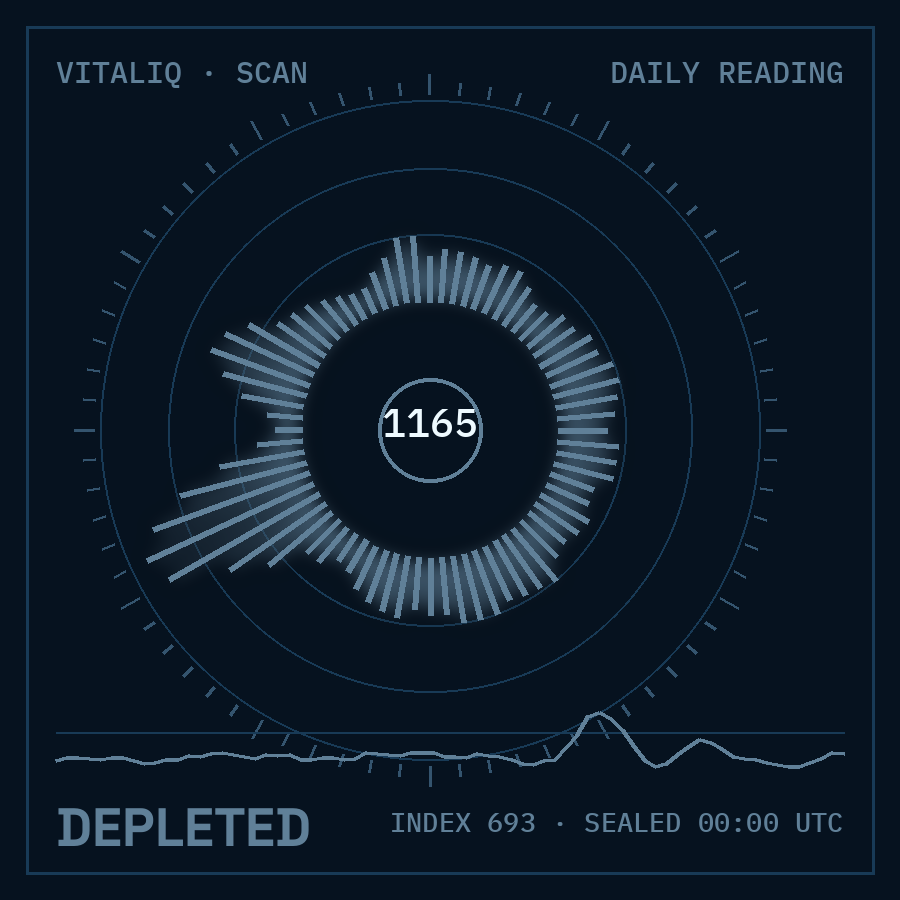 VITALIQ · SCAN
DAILY READING
1165
DEPLETED
INDEX 693 · SEALED 00:00 UTC